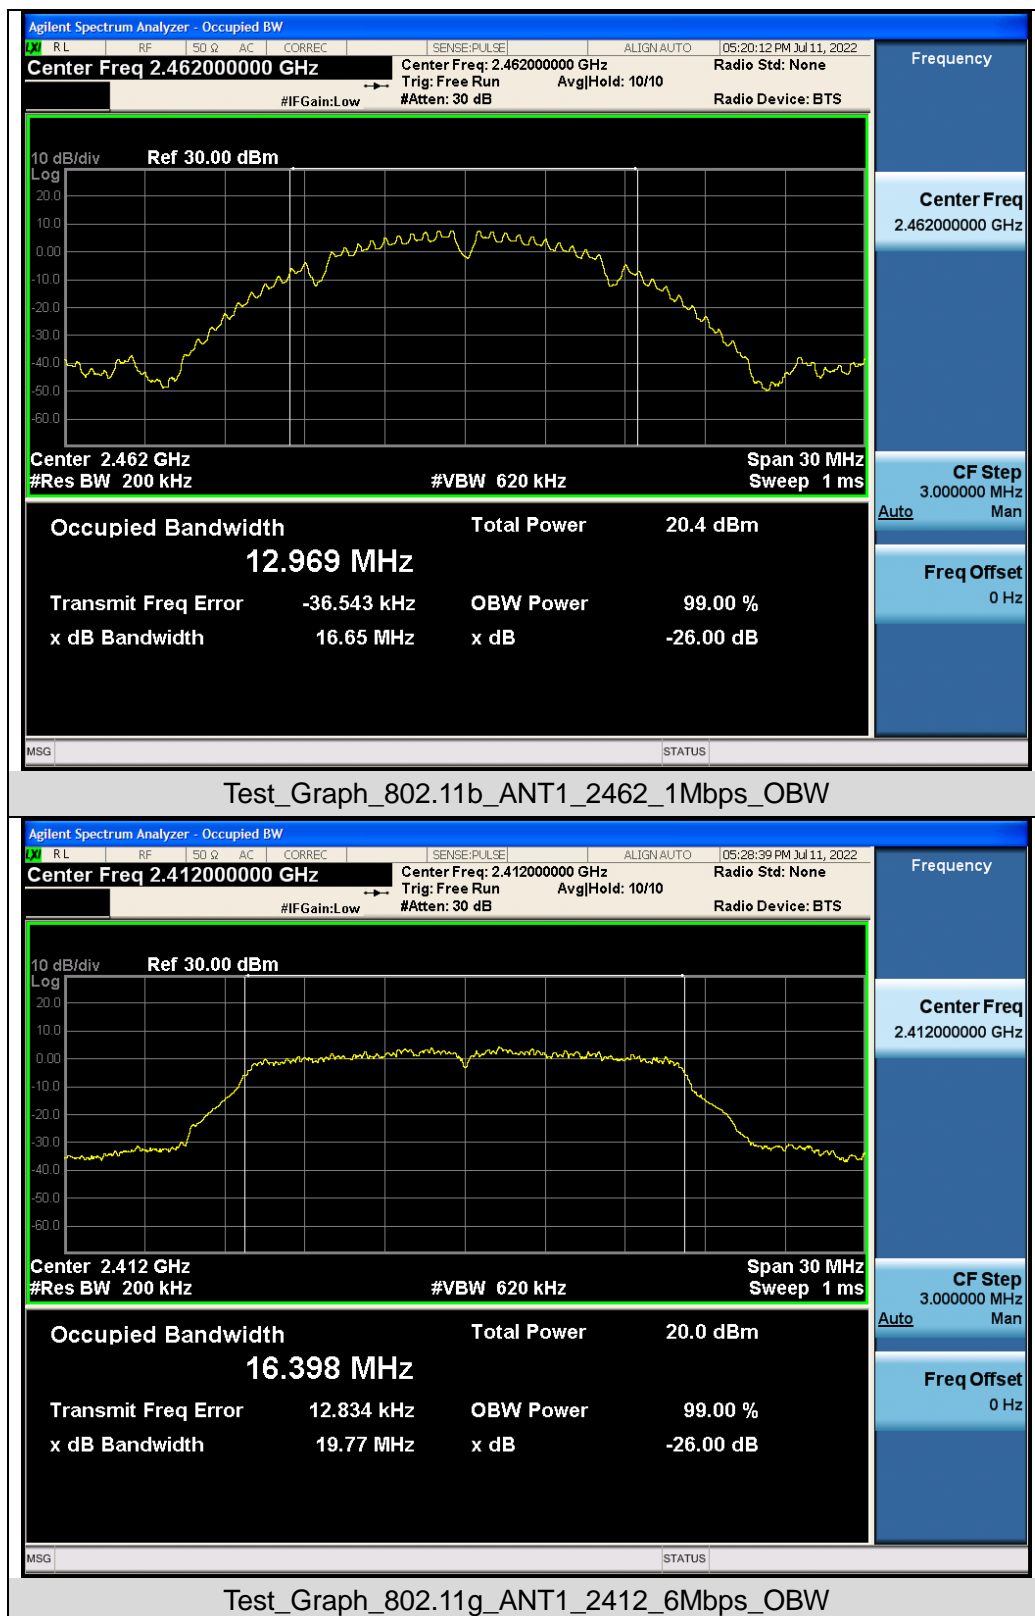 Agilent Spectrum Analyzer - Occupied BW
LXI RL RF 50 Ω AC CORREC SENSE:PULSE ALIGN AUTO 05:20:12 PM Jul 11, 2022
Center Freq 2.462000000 GHz Center Freq: 2.462000000 GHz Radio Std: None Frequency
Trig: Free Run Avg|Hold: 10/10
#IFGain:Low #Atten: 30 dB Radio Device: BTS
10 dB/div Ref 30.00 dBm
Log
20.0
10.0
0.00
-10.0
-20.0
-30.0
-40.0
-50.0
-60.0
Center Freq
2.462000000 GHz
Center 2.462 GHz Span 30 MHz
#Res BW 200 kHz #VBW 620 kHz Sweep 1 ms
CF Step
3.000000 MHz
Auto Man
Occupied Bandwidth Total Power 20.4 dBm
12.969 MHz
Freq Offset
0 Hz
Transmit Freq Error -36.543 kHz OBW Power 99.00 %
x dB Bandwidth 16.65 MHz x dB -26.00 dB
MSG STATUS
Test_Graph_802.11b_ANT1_2462_1Mbps_OBW
Agilent Spectrum Analyzer - Occupied BW
LXI RL RF 50 Ω AC CORREC SENSE:PULSE ALIGN AUTO 05:28:39 PM Jul 11, 2022
Center Freq 2.412000000 GHz Center Freq: 2.412000000 GHz Radio Std: None Frequency
Trig: Free Run Avg|Hold: 10/10
#IFGain:Low #Atten: 30 dB Radio Device: BTS
10 dB/div Ref 30.00 dBm
Log
20.0
10.0
0.00
-10.0
-20.0
-30.0
-40.0
-50.0
-60.0
Center Freq
2.412000000 GHz
Center 2.412 GHz Span 30 MHz
#Res BW 200 kHz #VBW 620 kHz Sweep 1 ms
CF Step
3.000000 MHz
Auto Man
Occupied Bandwidth Total Power 20.0 dBm
16.398 MHz
Freq Offset
0 Hz
Transmit Freq Error 12.834 kHz OBW Power 99.00 %
x dB Bandwidth 19.77 MHz x dB -26.00 dB
MSG STATUS
Test_Graph_802.11g_ANT1_2412_6Mbps_OBW